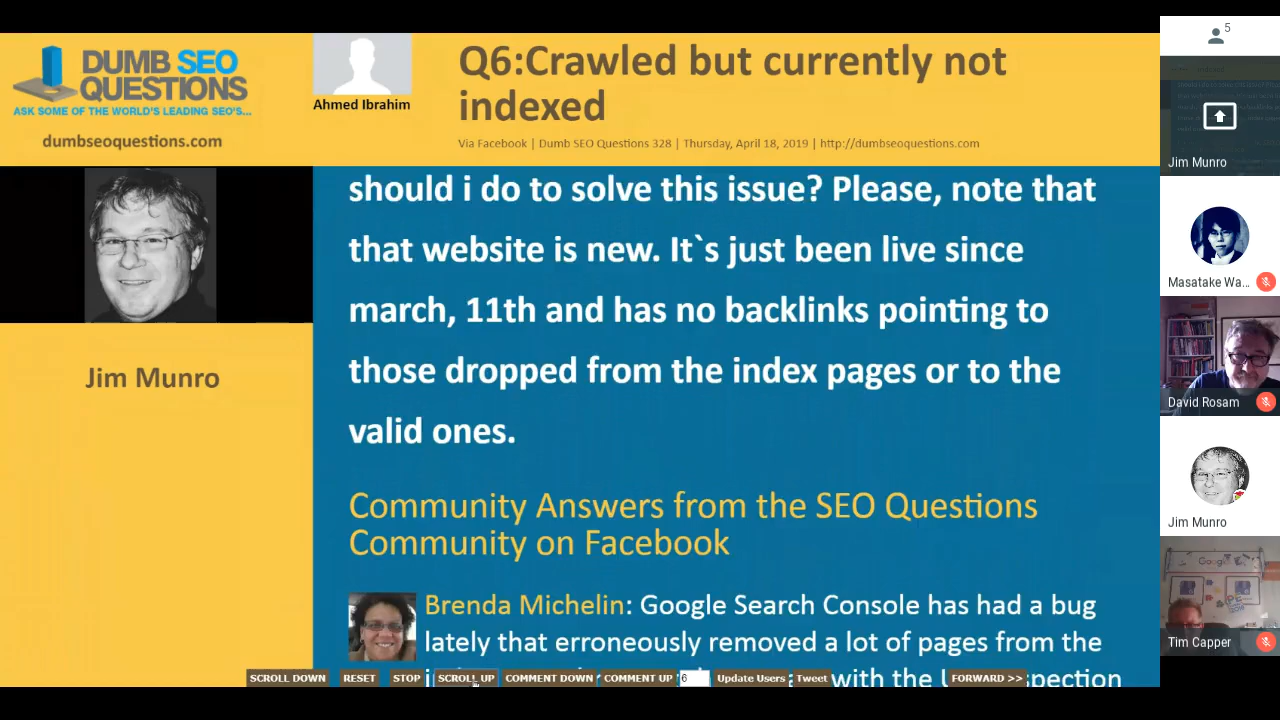 DUMB SEO
QUESTIONS
ASK SOME OF THE WORLD'S LEADING SEO'S...
dumbseoquestions.com
Ahmed Ibrahim
Q6:Crawled but currently not
indexed
Via Facebook | Dumb SEO Questions 328 | Thursday, April 18, 2019 | http://dumbseoquestions.com
Jim Munro
should i do to solve this issue? Please, note that
that website is new. It`s just been live since
march, 11th and has no backlinks pointing to
those dropped from the index pages or to the
valid ones.
Community Answers from the SEO Questions
Community on Facebook
Brenda Michelin: Google Search Console has had a bug
lately that erroneously removed a lot of pages from the
with the
SCROLL DOWN RESET STOP SCROLL UP COMMENT DOWN COMMENT UP 6 Update Users Tweet FORWARD >>
5
Jim Munro
Masatake Wa...
David Rosam
Jim Munro
Tim Capper